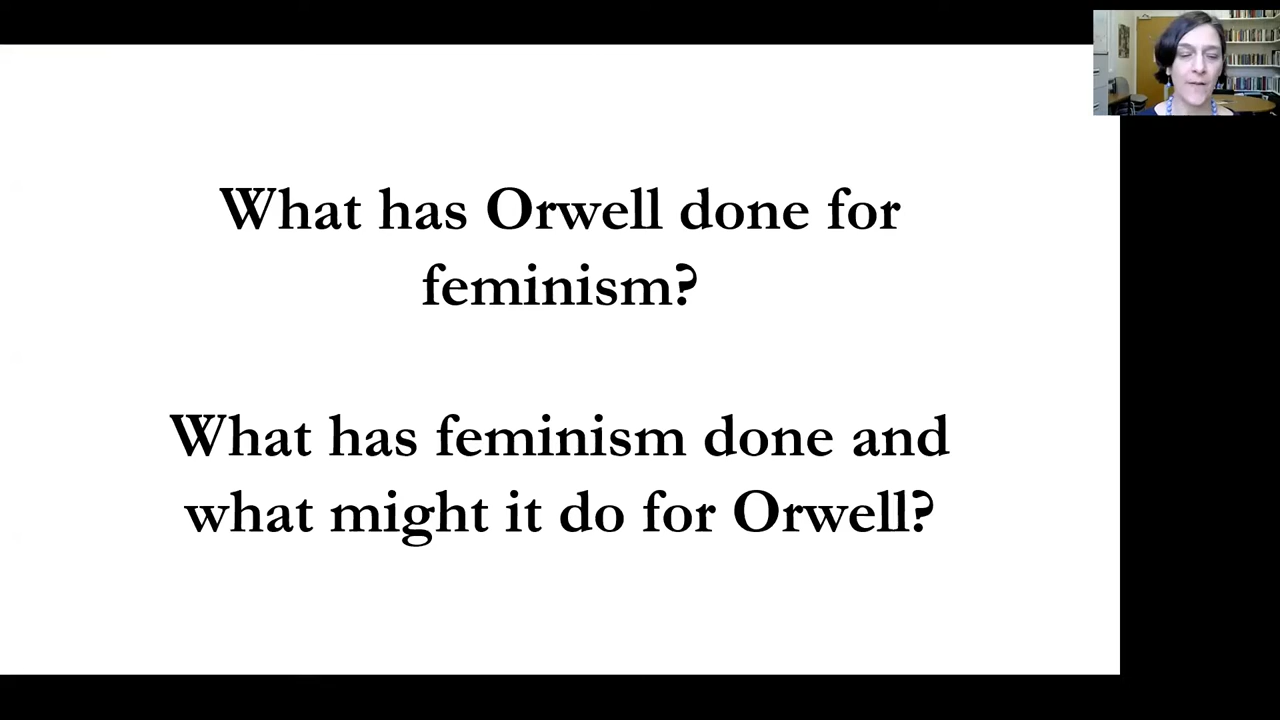 What has Orwell done for
feminism?
What has feminism done and
what might it do for Orwell?